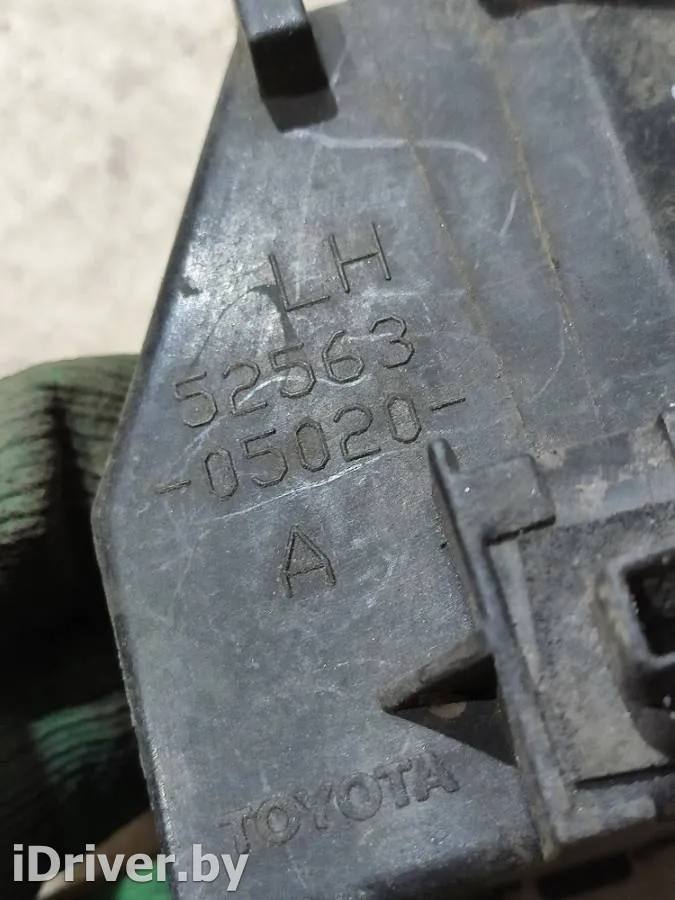 LH
52563
-05020-
A
TOYOTA
iDriver.by